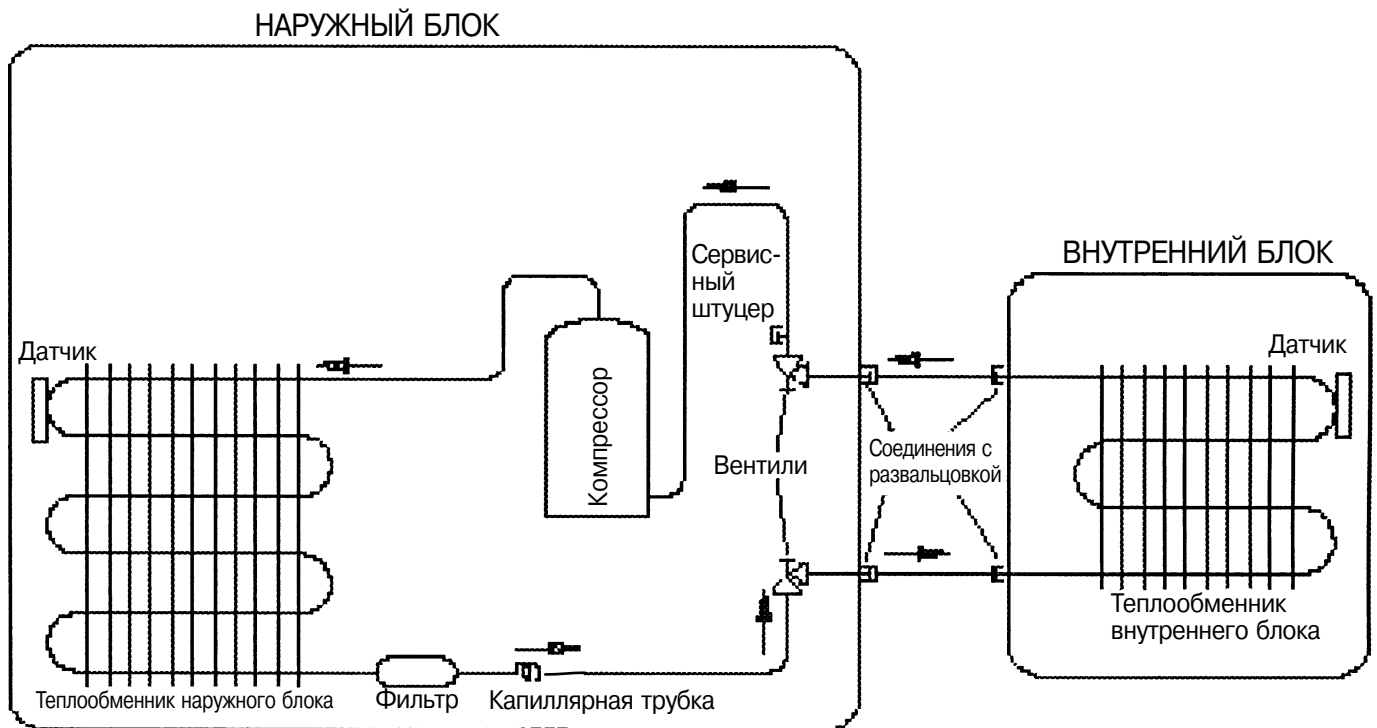 НАРУЖНЫЙ БЛОК
Сервис-
ный
штуцер
ВНУТРЕННИЙ БЛОК
Датчик
Датчик
Компрессор
Вентили
Соединения с
развальцовкой
Теплообменник
внутреннего блока
Теплообменник наружного блока
Фильтр
Капиллярная трубка